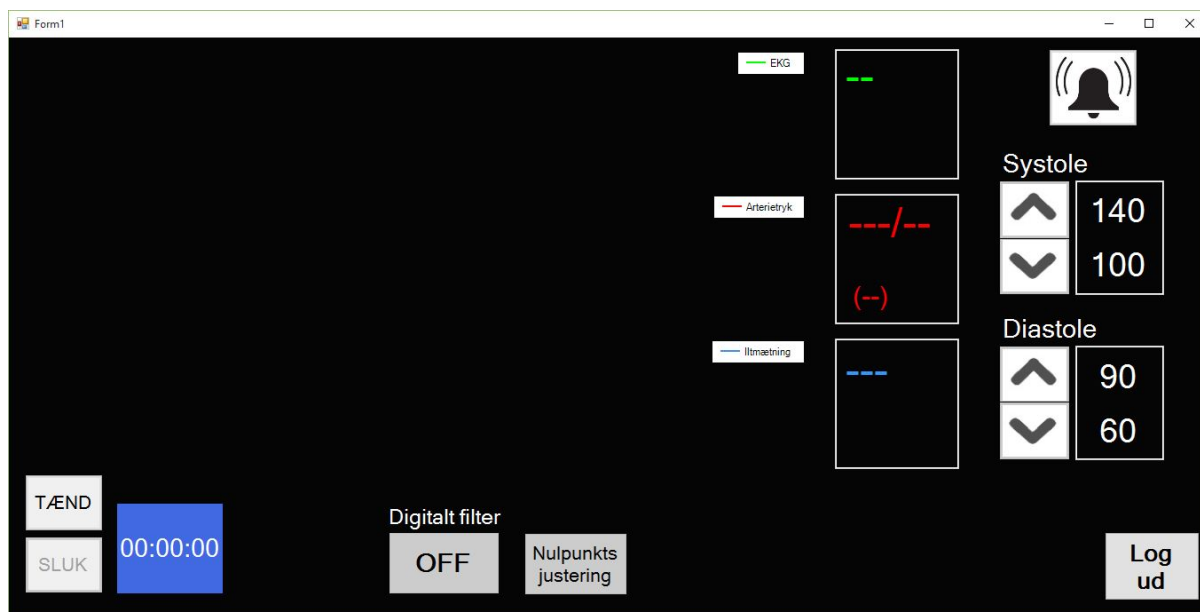 Form1
EKG
--
Arterietryk
---/--
(--)
Iltmætning
---
Systole
140
100
Diastole
90
60
TÆND
SLUK
00:00:00
Digitalt filter
OFF
Nulpunkts
justering
Log
ud